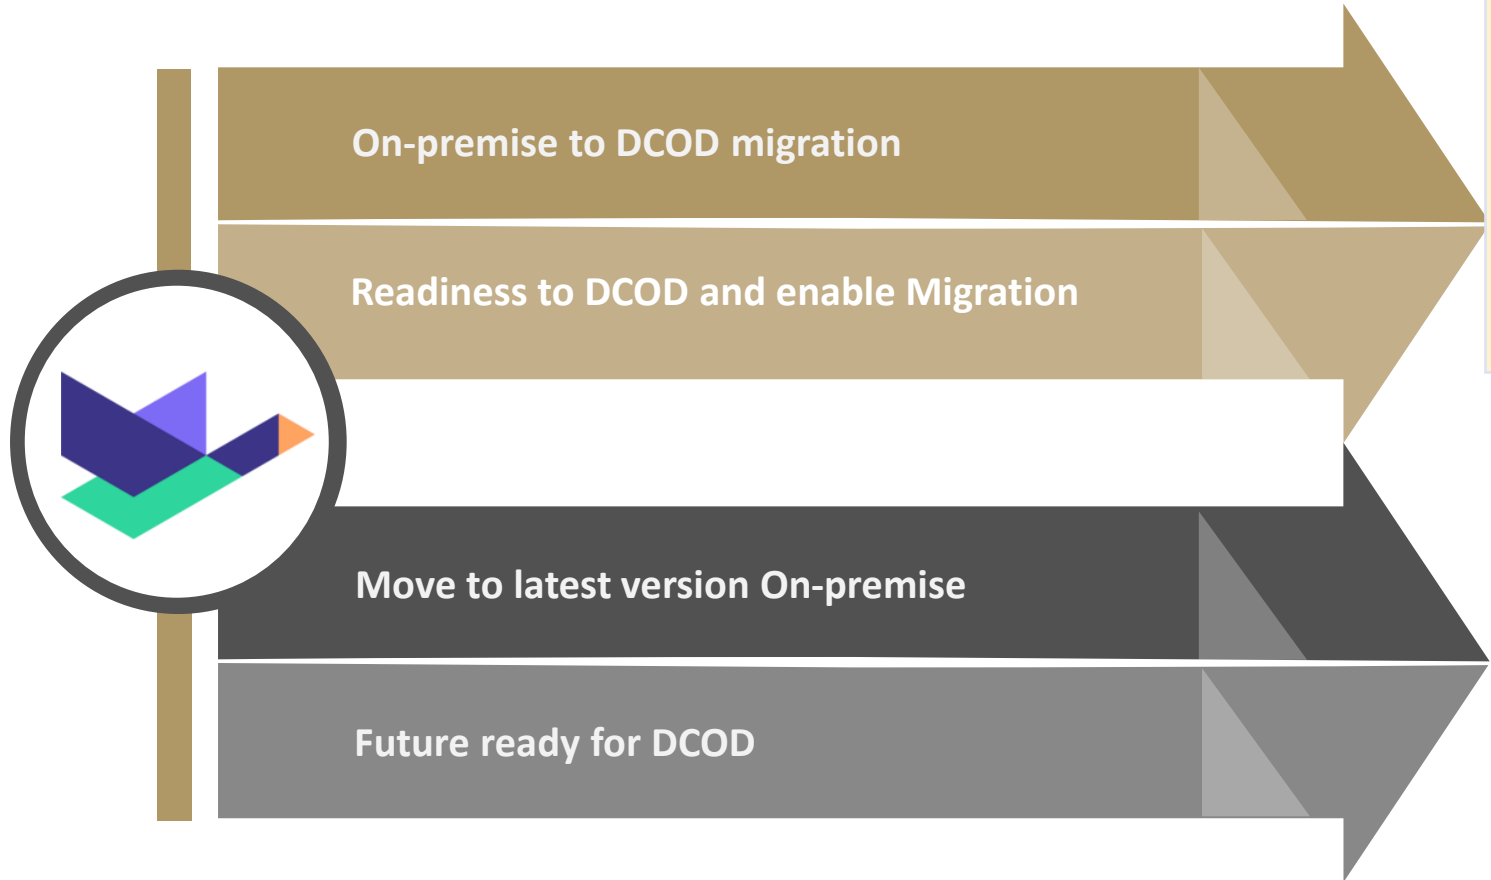 On-premise to DCOD migration
Readiness to DCOD and enable Migration
Move to latest version On-premise
Future ready for DCOD